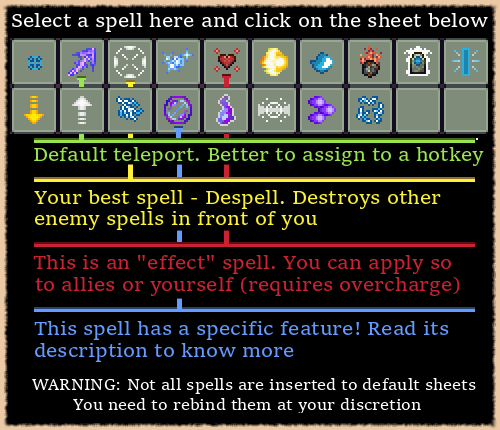 Select a spell here and click on the sheet below
Default teleport. Better to assign to a hotkey
Your best spell - Despell. Destroys other
enemy spells in front of you
This is an "effect" spell. You can apply so
to allies or yourself (requires overcharge)
This spell has a specific feature! Read its
description to know more
WARNING: Not all spells are inserted to default sheets
You need to rebind them at your discretion